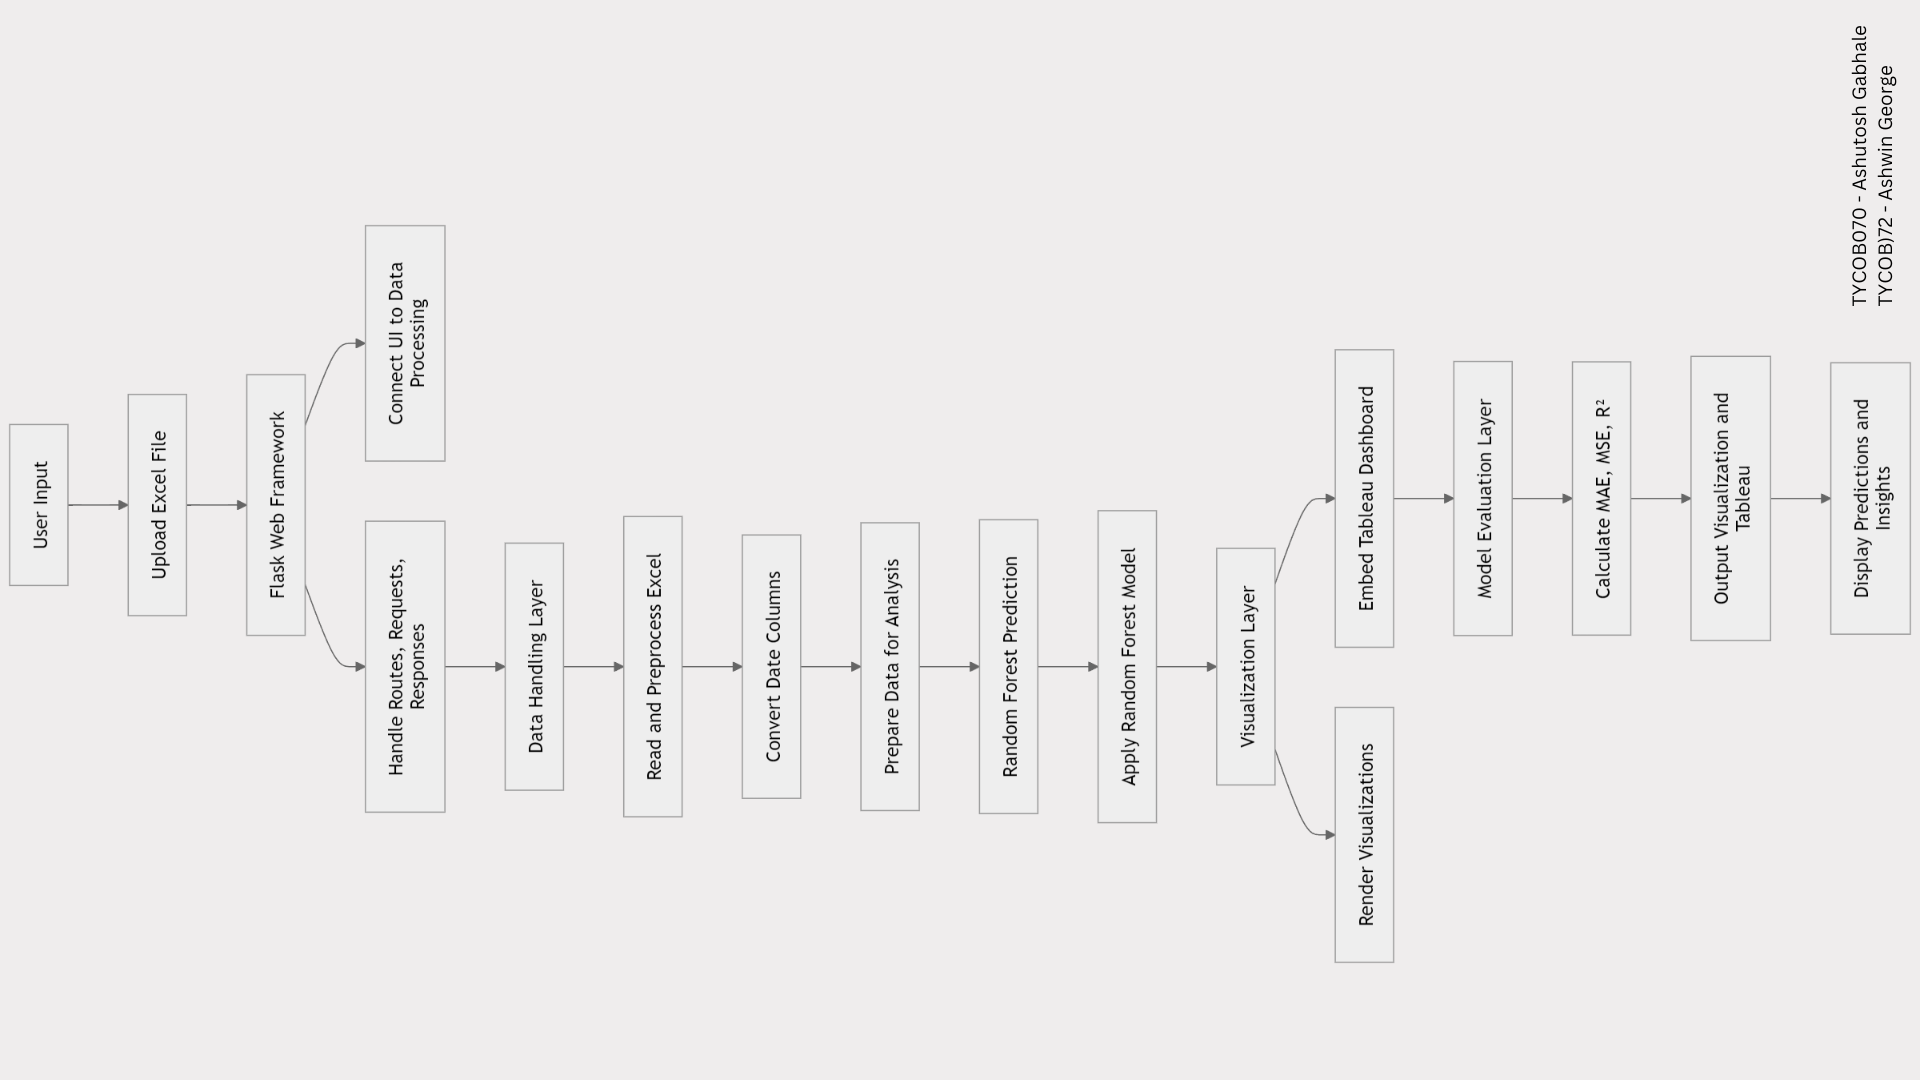 User Input
Upload Excel File
Flask Web Framework
Connect UI to Data
Processing
Handle Routes, Requests,
Responses
Data Handling Layer
Read and Preprocess Excel
Convert Date Columns
Prepare Data for Analysis
Random Forest Prediction
Apply Random Forest Model
Visualization Layer
Embed Tableau Dashboard
Render Visualizations
Model Evaluation Layer
Calculate MAE, MSE, R²
Output Visualization and
Tableau
Display Predictions and
Insights
TYCOB070 - Ashutosh Gabhale
TYCOB)72 - Ashwin George